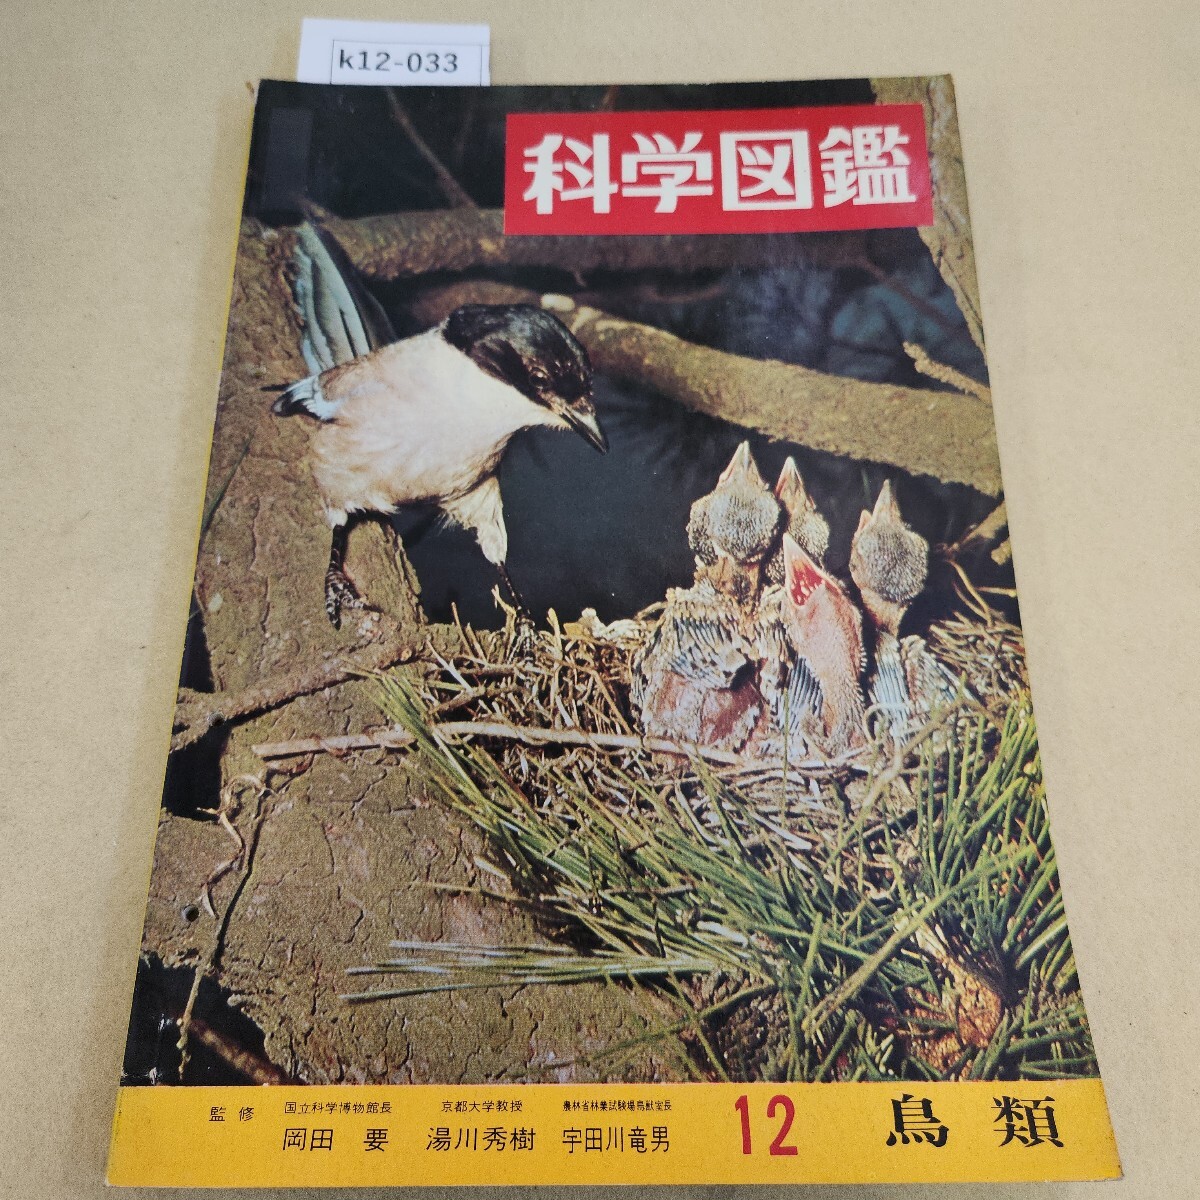 k12-033
科学図鑑
監修
国立科学博物館長
岡田 要
京都大学教授
湯川秀樹
農林省林業試験場鳥獣室長
宇田川竜男
12
鳥類